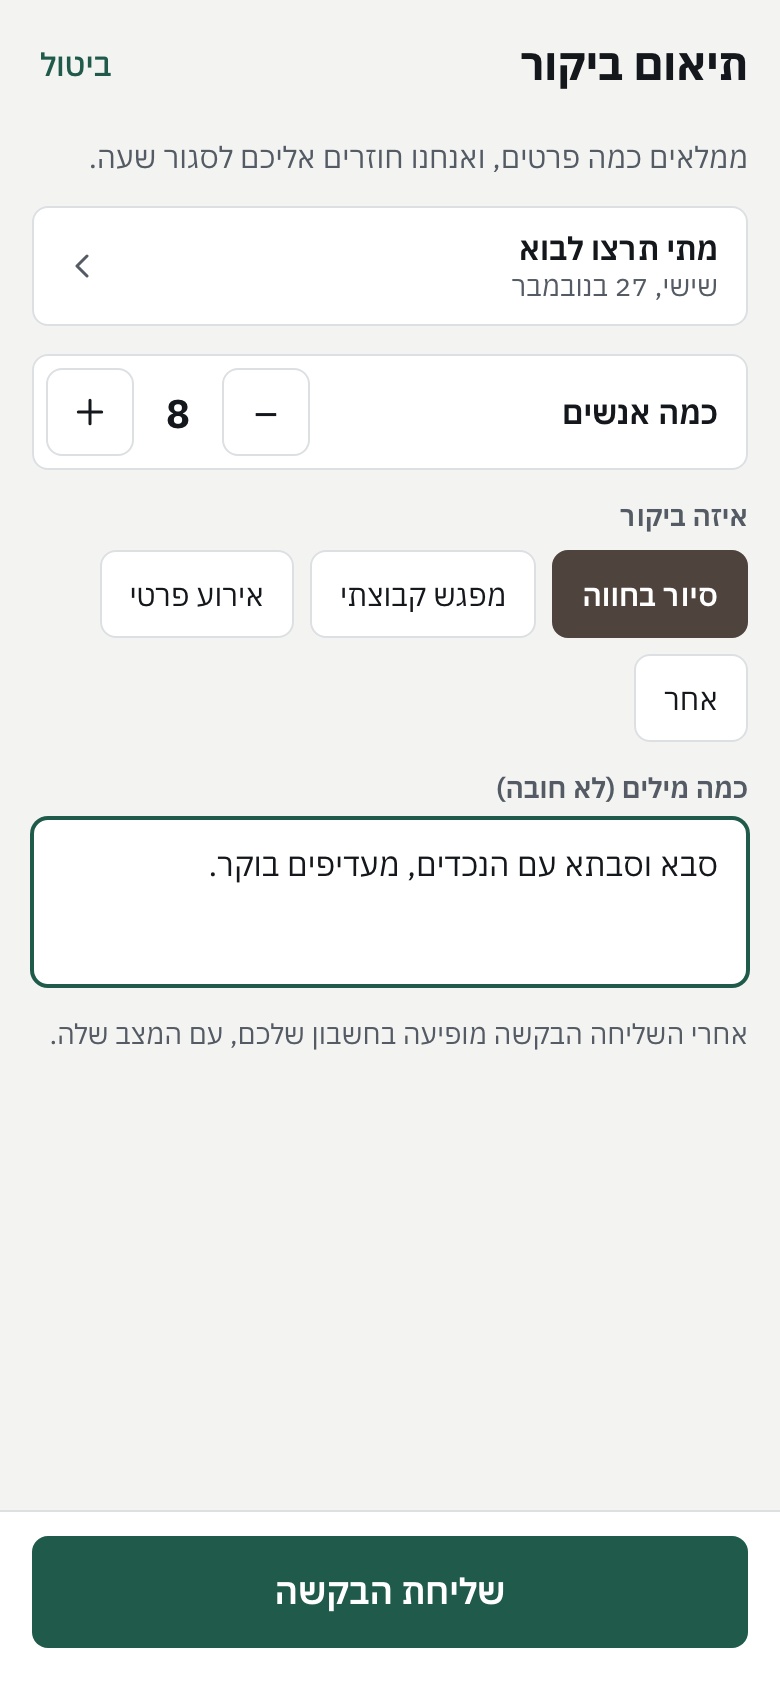 תיאום ביקור
ביטול
ממלאים כמה פרטים, ואנחנו חוזרים אליכם לסגור שעה.
מתי תרצו לבוא
שישי, 27 בנובמבר
כמה אנשים
− 8 +
איזה ביקור
סיור בחווה
מפגש קבוצתי
אירוע פרטי
אחר
כמה מילים (לא חובה)
סבא וסבתא עם הנכדים, מעדיפים בוקר.
אחרי השליחה הבקשה מופיעה בחשבון שלכם, עם המצב שלה.
שליחת הבקשה